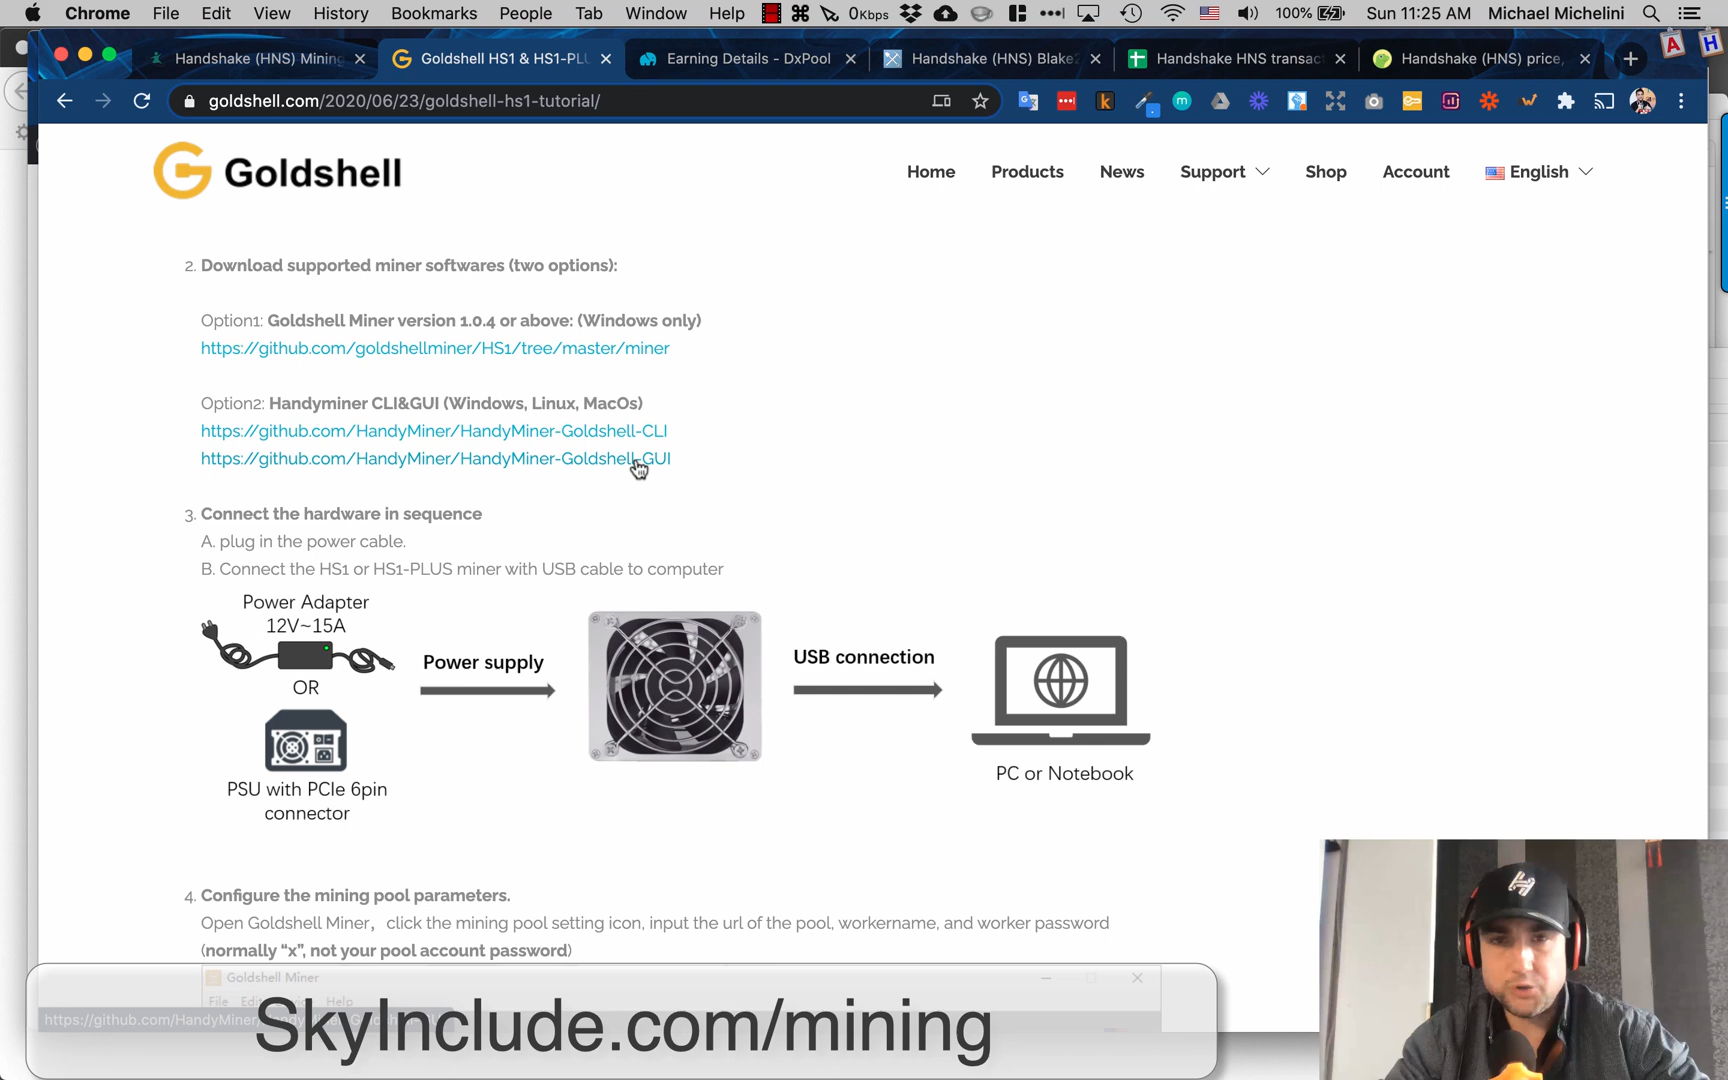 Chrome File Edit View History Bookmarks People Tab Window Help 0Kbps 100% Sun 11:25 AM Michael Michelini
Handshake (HNS) Mining Goldshell HS1 & HS1-PLU Earning Details - DxPool Handshake (HNS) Blake2 Handshake HNS transact Handshake (HNS) price,
goldshell.com/2020/06/23/goldshell-hs1-tutorial/
Goldshell Home Products News Support Shop Account English
2. Download supported miner softwares (two options):
Option1: Goldshell Miner version 1.0.4 or above: (Windows only)
https://github.com/goldshellminer/HS1/tree/master/miner
Option2: Handyminer CLI&GUI (Windows, Linux, MacOs)
https://github.com/HandyMiner/HandyMiner-Goldshell-CLI
https://github.com/HandyMiner/HandyMiner-Goldshell-GUI
3. Connect the hardware in sequence
A. plug in the power cable.
B. Connect the HS1 or HS1-PLUS miner with USB cable to computer
Power Adapter
12V~15A
OR
PSU with PCIe 6pin
connector
Power supply
USB connection
PC or Notebook
4. Configure the mining pool parameters.
Open Goldshell Miner，click the mining pool setting icon, input the url of the pool, workername, and worker password
(normally “x”, not your pool account password)
Goldshell Miner
File Help
https://github.com/HandyMiner
SkyInclude.com/mining